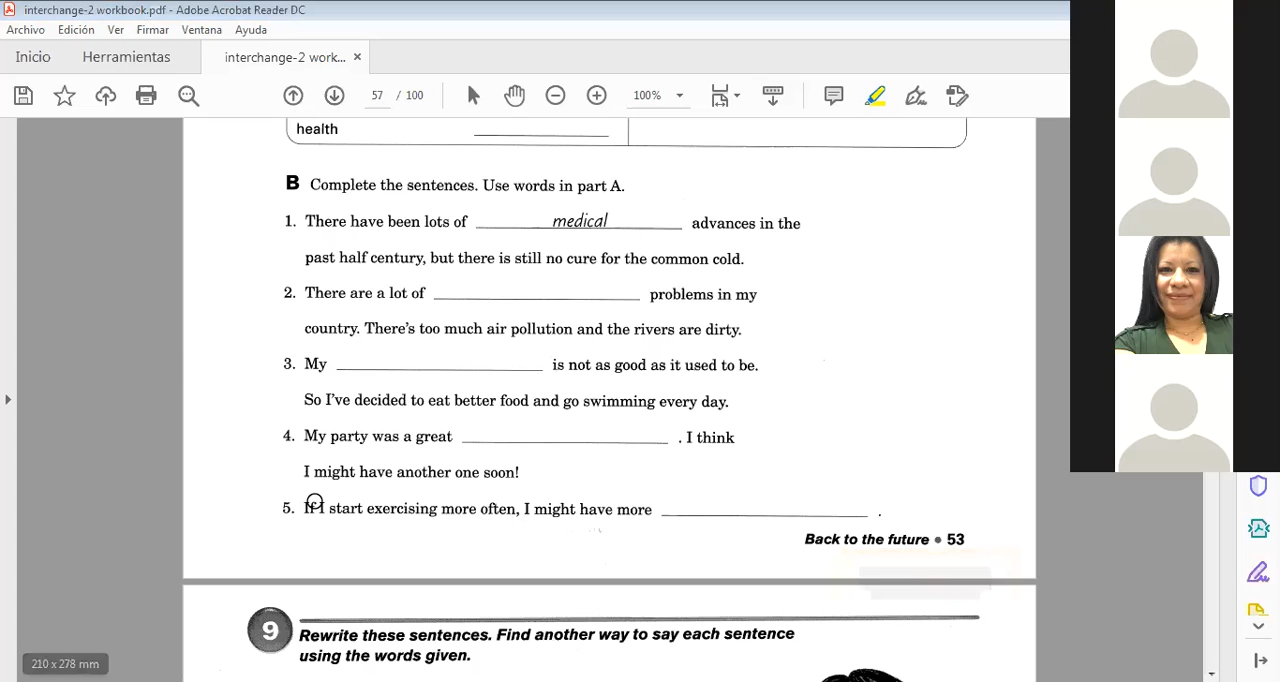 interchange-2 workbook.pdf - Adobe Acrobat Reader DC
Archivo Edición Ver Firmar Ventana Ayuda
Inicio Herramientas interchange-2 work... ×
57 / 100 100%
health
B Complete the sentences. Use words in part A.
1. There have been lots of ____________ medical ____________ advances in the
past half century, but there is still no cure for the common cold.
2. There are a lot of ____________ problems in my
country. There's too much air pollution and the rivers are dirty.
3. My ____________ is not as good as it used to be.
So I've decided to eat better food and go swimming every day.
4. My party was a great ____________ . I think
I might have another one soon!
5. If I start exercising more often, I might have more ____________ .
Back to the future • 53
9 Rewrite these sentences. Find another way to say each sentence
using the words given.
210 x 278 mm